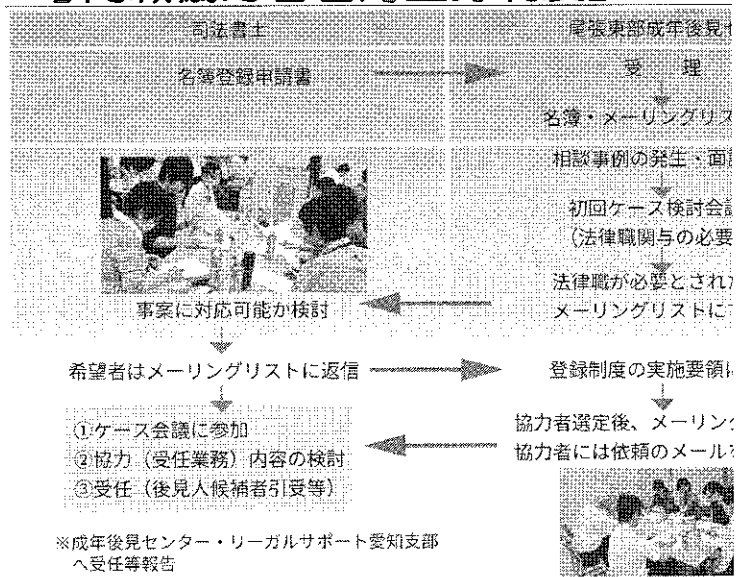 司法書士
尾張東部成年後見
名簿登録申請書
受　理
名簿・メーリングリス
相談事例の発生・面
初回ケース検討会
（法律職関与の必要
法律職が必要とされ
メーリングリストに
事案に対応可能か検討
希望者はメーリングリストに返信
登録制度の実施要領
協力者選定後、メーリン
協力者には依頼のメール
①ケース会議に参加
②協力（受任業務）内容の検討
③受任（後見人候補者引受等）
※成年後見センター・リーガルサポート愛知支部
へ受任等報告